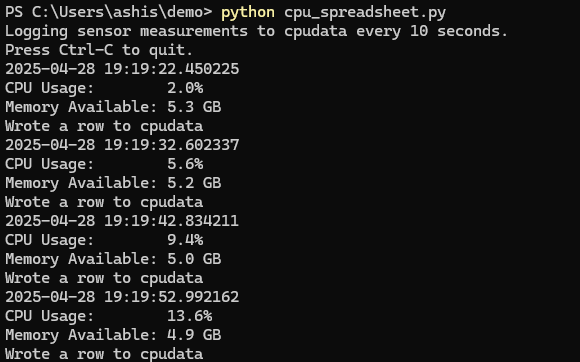 PS C:\Users\ashis\demo> python cpu_spreadsheet.py
Logging sensor measurements to cpudata every 10 seconds.
Press Ctrl-C to quit.
2025-04-28 19:19:22.450225
CPU Usage:        2.0%
Memory Available: 5.3 GB
Wrote a row to cpudata
2025-04-28 19:19:32.602337
CPU Usage:        5.6%
Memory Available: 5.2 GB
Wrote a row to cpudata
2025-04-28 19:19:42.834211
CPU Usage:        9.4%
Memory Available: 5.0 GB
Wrote a row to cpudata
2025-04-28 19:19:52.992162
CPU Usage:        13.6%
Memory Available: 4.9 GB
Wrote a row to cpudata